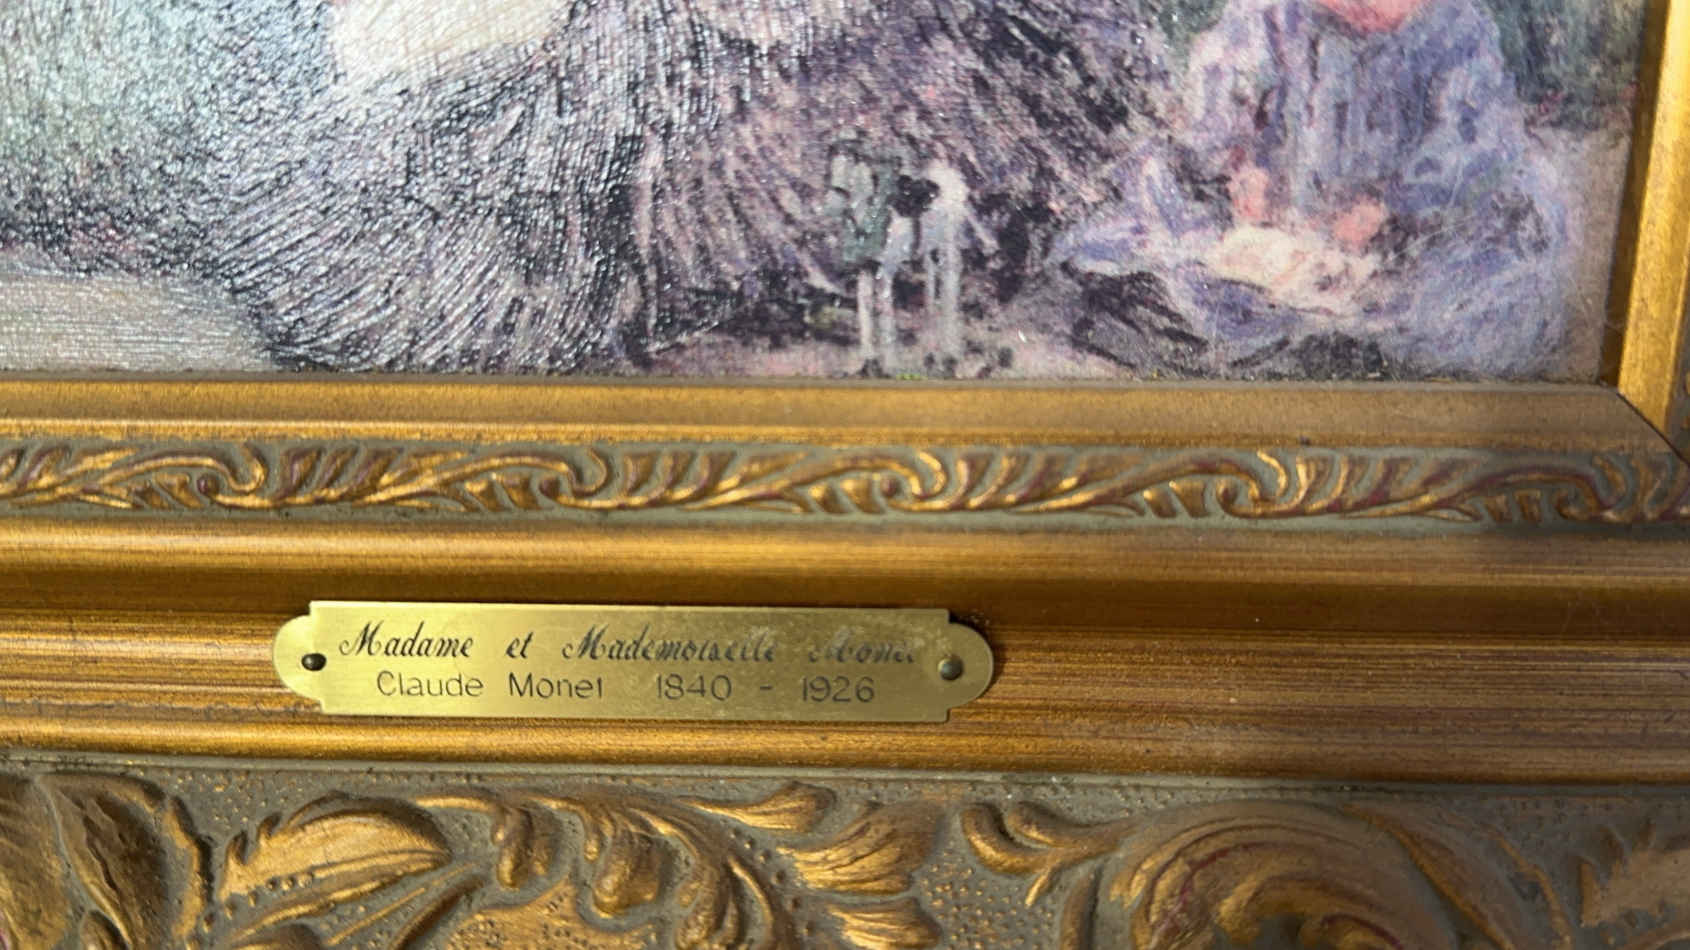 Madame et Mademoiselle Monet
Claude Monet 1840 - 1926